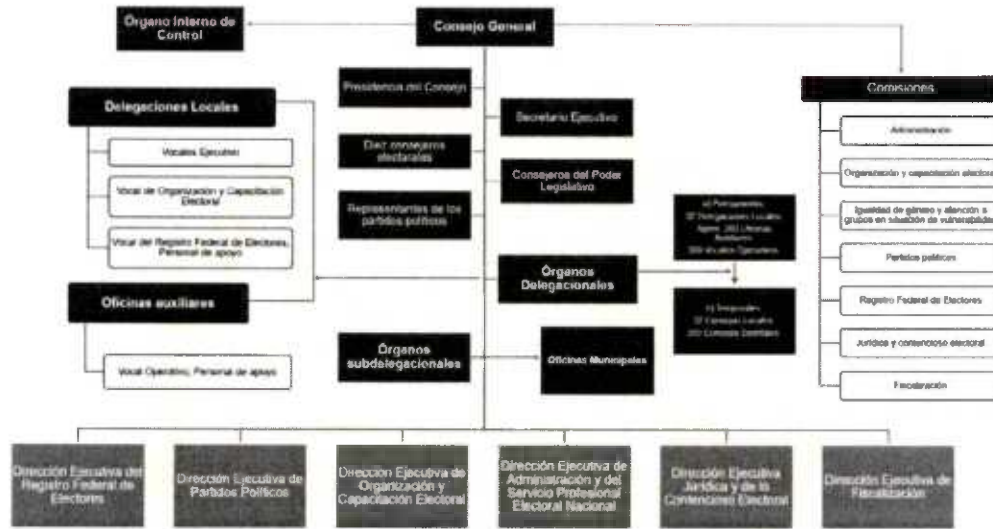 Órgano Interno de
Control
Consejo General
Presidencia del Consejo
Comisiones
Delegaciones Locales
Secretario Ejecutivo
Administración
Vocales Ejecutivo
Diez consejeros
electorales
Organización y capacitación electoral
Consejeros del Poder
Legislativo
Vocal de Organización y Capacitación
Electoral
Representantes de los
partidos políticos
Igualdad de género y atención a
grupos en situación de vulnerabilidad
Vocal del Registro Federal de Electores,
Personal de apoyo
Partidos políticos
Órganos
Delegacionales
Oficinas auxiliares
Registro Federal de Electores
Órganos
subdelegacionales
Oficinas Municipales
Jurídica y contencioso electoral
Vocal Operativo, Personal de apoyo
Fiscalización
Dirección Ejecutiva del
Registro Federal de
Electores
Dirección Ejecutiva de
Partidos Políticos
Dirección Ejecutiva de
Organización y
Capacitación Electoral
Dirección Ejecutiva de
Administración y del
Servicio Profesional
Electoral Nacional
Dirección Ejecutiva
Jurídica y de lo
Contencioso Electoral
Dirección Ejecutiva de
Fiscalización